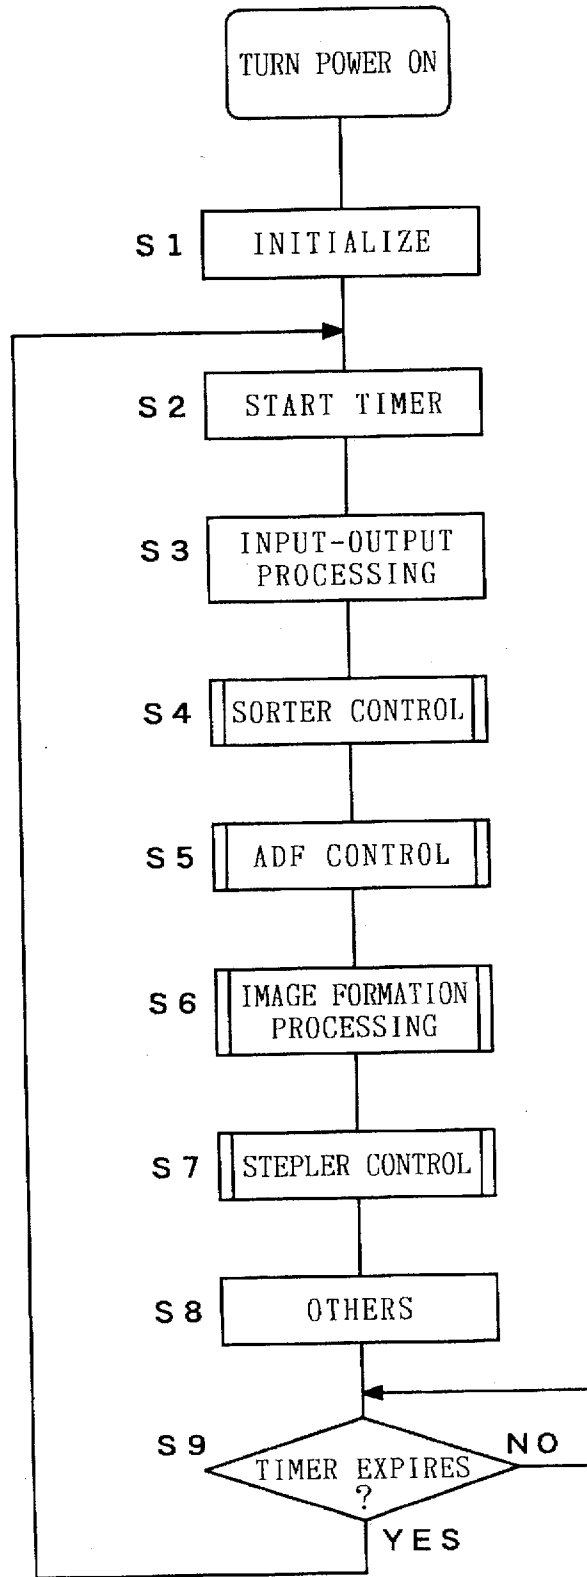 TURN POWER ON
S1 INITIALIZE
S2 START TIMER
S3 INPUT-OUTPUT
PROCESSING
S4 SORTER CONTROL
S5 ADF CONTROL
S6 IMAGE FORMATION
PROCESSING
S7 STEPLER CONTROL
S8 OTHERS
S9 TIMER EXPIRES
?
NO
YES